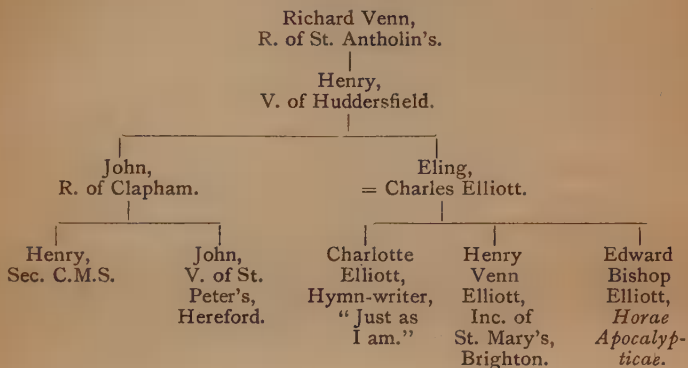 Richard Venn,
R. of St. Antholin's.
Henry,
V. of Huddersfield.
John,
R. of Clapham.
Eling,
= Charles Elliott.
Henry,
Sec. C.M.S.
John,
V. of St.
Peter's,
Hereford.
Charlotte
Elliott,
Hymn-writer,
“ Just as
I am.”
Henry
Venn
Elliott,
Inc. of
St. Mary's,
Brighton.
Edward
Bishop
Elliott,
Horae
Apocalyp-
ticae.